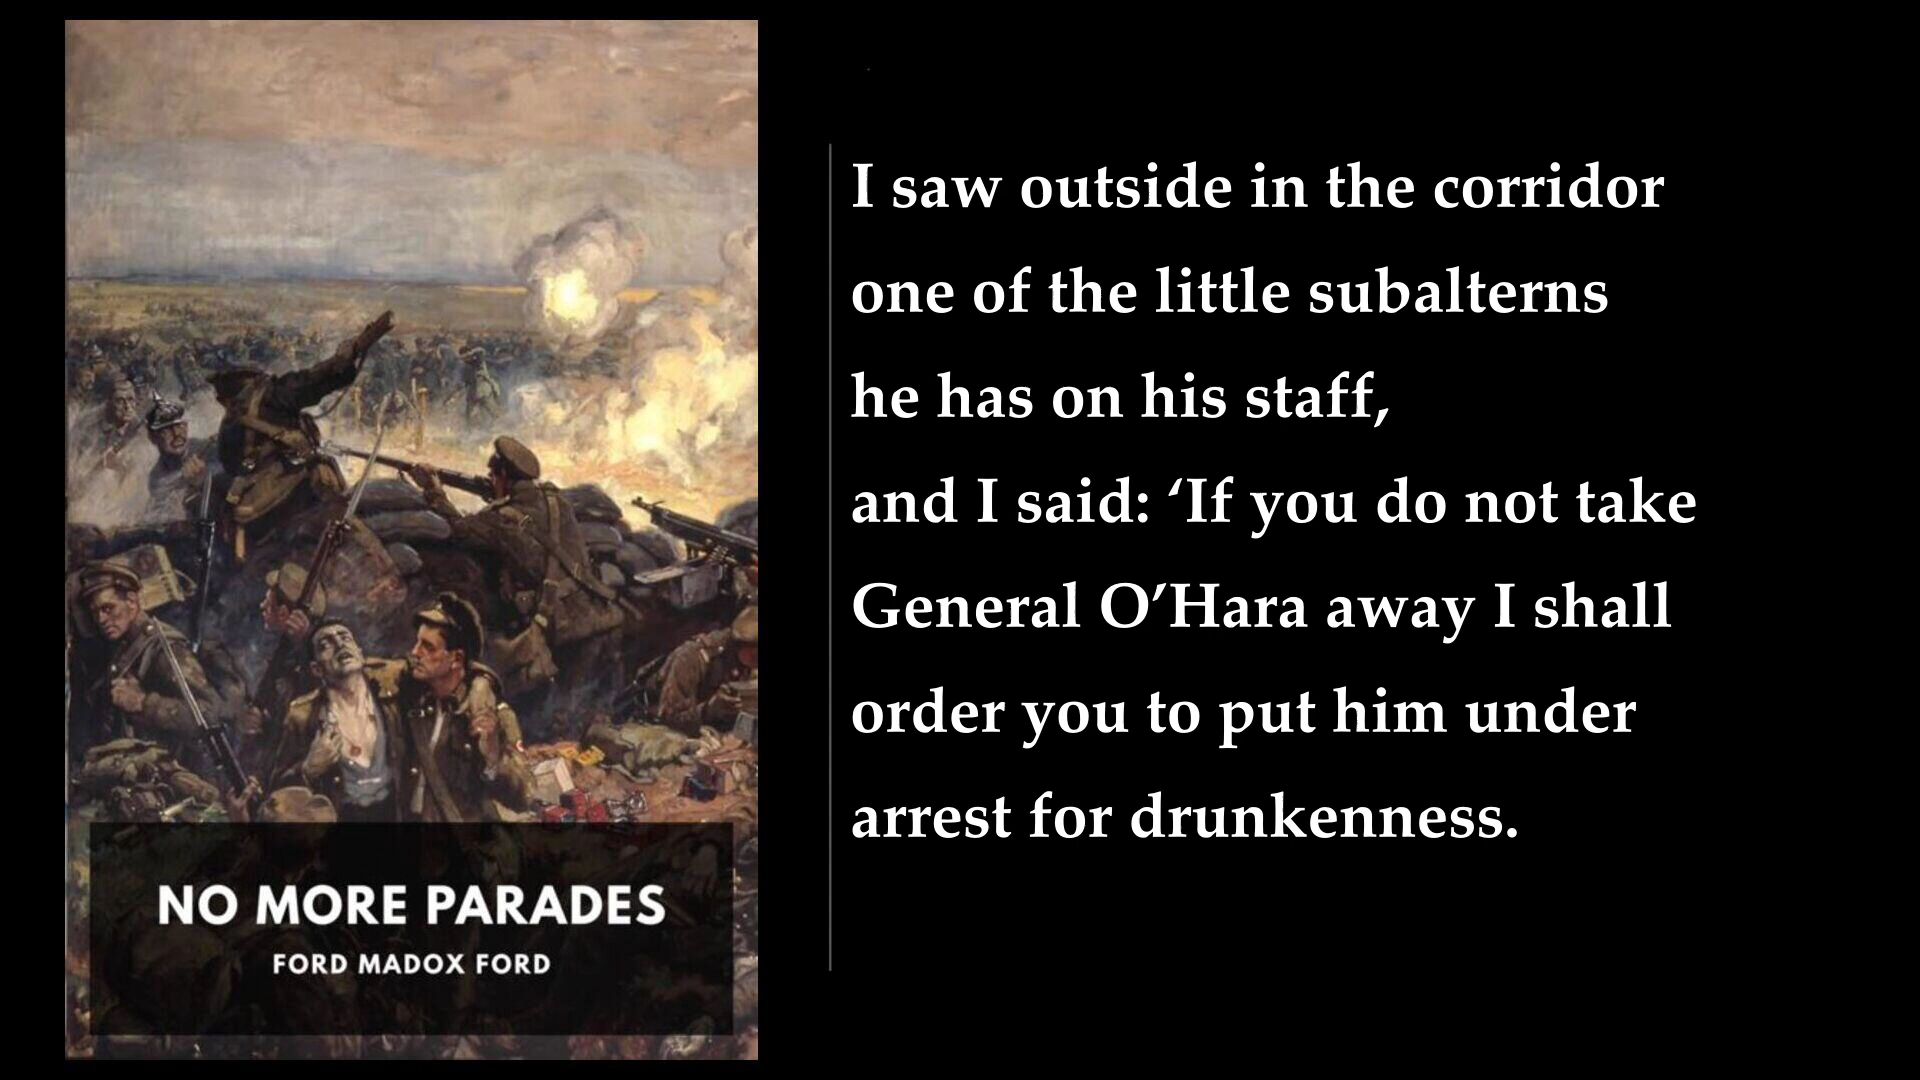 I saw outside in the corridor
one of the little subalterns
he has on his staff,
and I said: ‘If you do not take
General O’Hara away I shall
order you to put him under
arrest for drunkenness.
NO MORE PARADES
FORD MADOX FORD